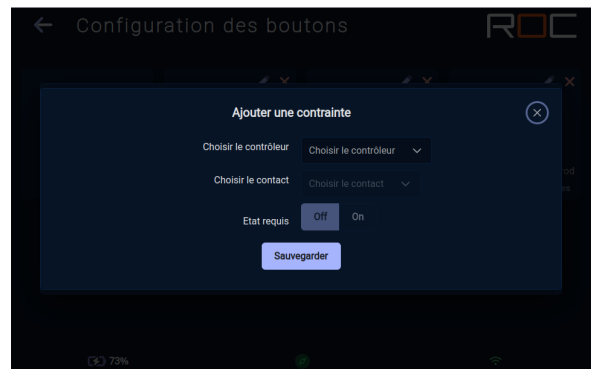 Configuration des boutons
ROC
Ajouter une contrainte
Choisir le contrôleur
Choisir le contrôleur
Choisir le contact
Choisir le contact
Etat requis
Off
On
Sauvegarder
73%